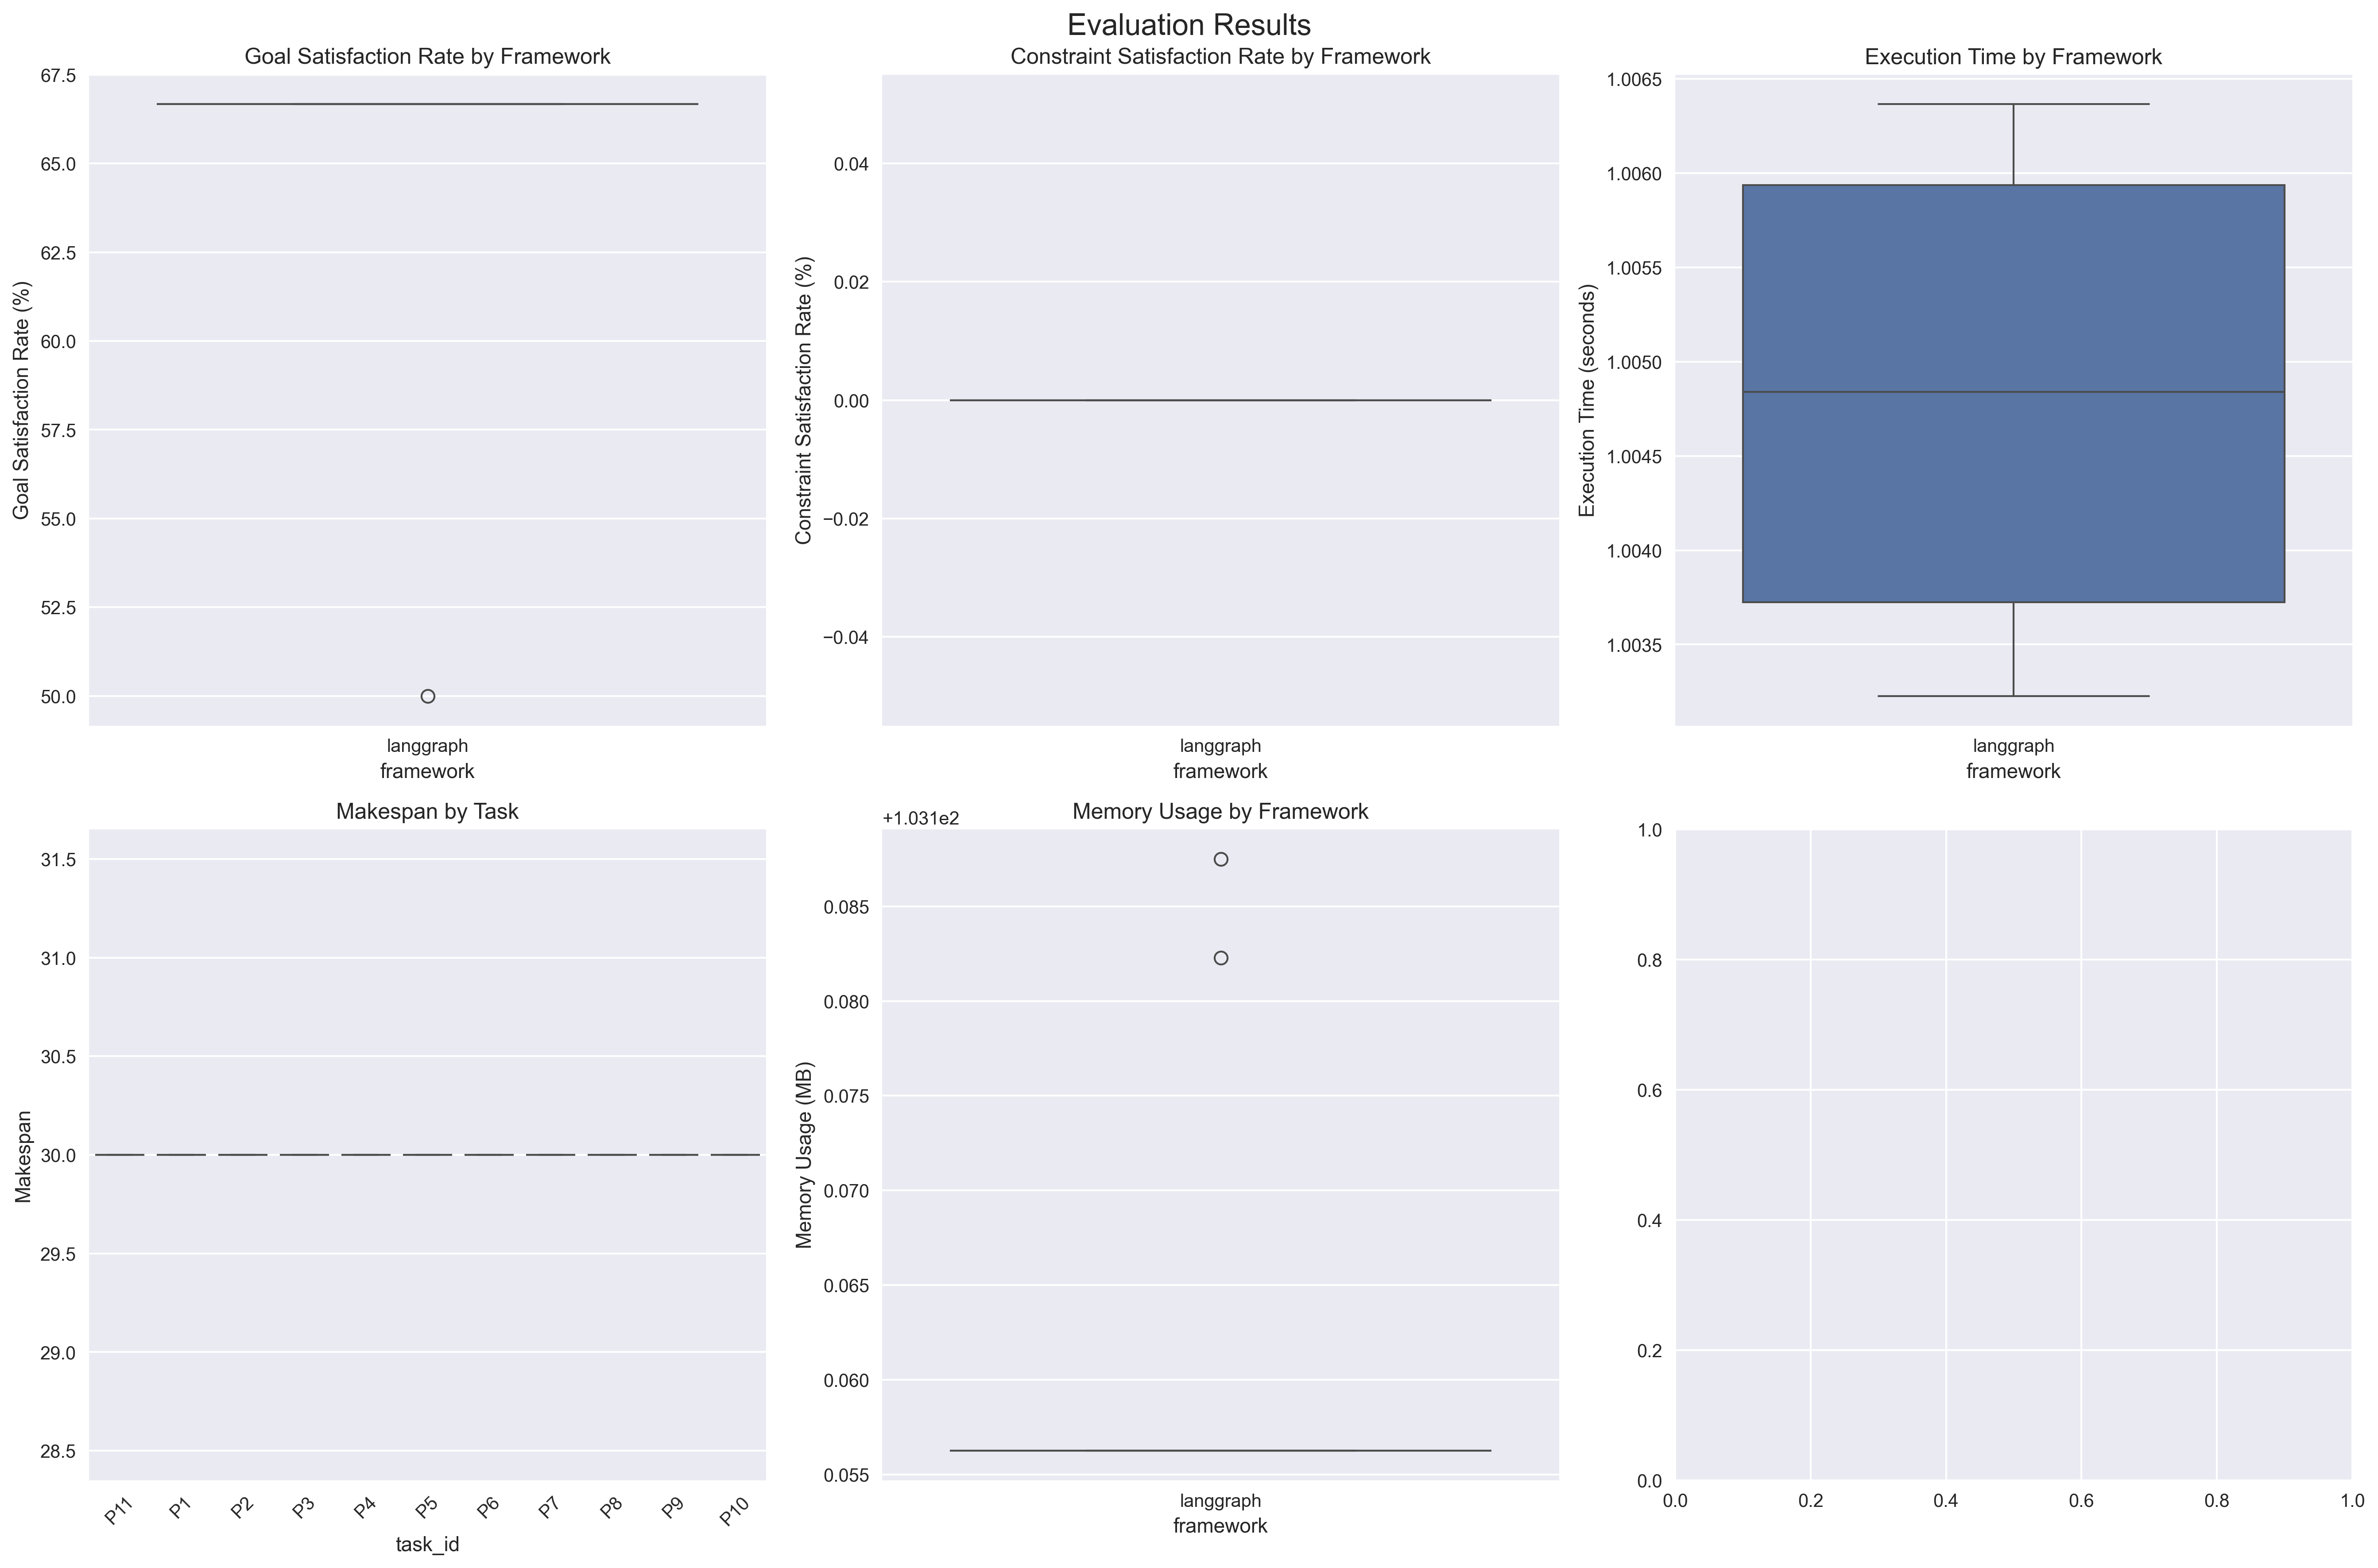 Evaluation Results
Goal Satisfaction Rate by Framework
67.5
65.0
62.5
60.0
57.5
55.0
52.5
50.0
Goal Satisfaction Rate (%)
langgraph
framework
Constraint Satisfaction Rate by Framework
0.04
0.02
0.00
−0.02
−0.04
Constraint Satisfaction Rate (%)
langgraph
framework
Execution Time by Framework
1.0065
1.0060
1.0055
1.0050
1.0045
1.0040
1.0035
Execution Time (seconds)
langgraph
framework
Makespan by Task
31.5
31.0
30.5
30.0
29.5
29.0
28.5
Makespan
P11 P1 P2 P3 P4 P5 P6 P7 P8 P9 P10
task_id
Memory Usage by Framework
+1.031e2
0.085
0.080
0.075
0.070
0.065
0.060
0.055
Memory Usage (MB)
langgraph
framework
1.0
0.8
0.6
0.4
0.2
0.0
0.0 0.2 0.4 0.6 0.8 1.0